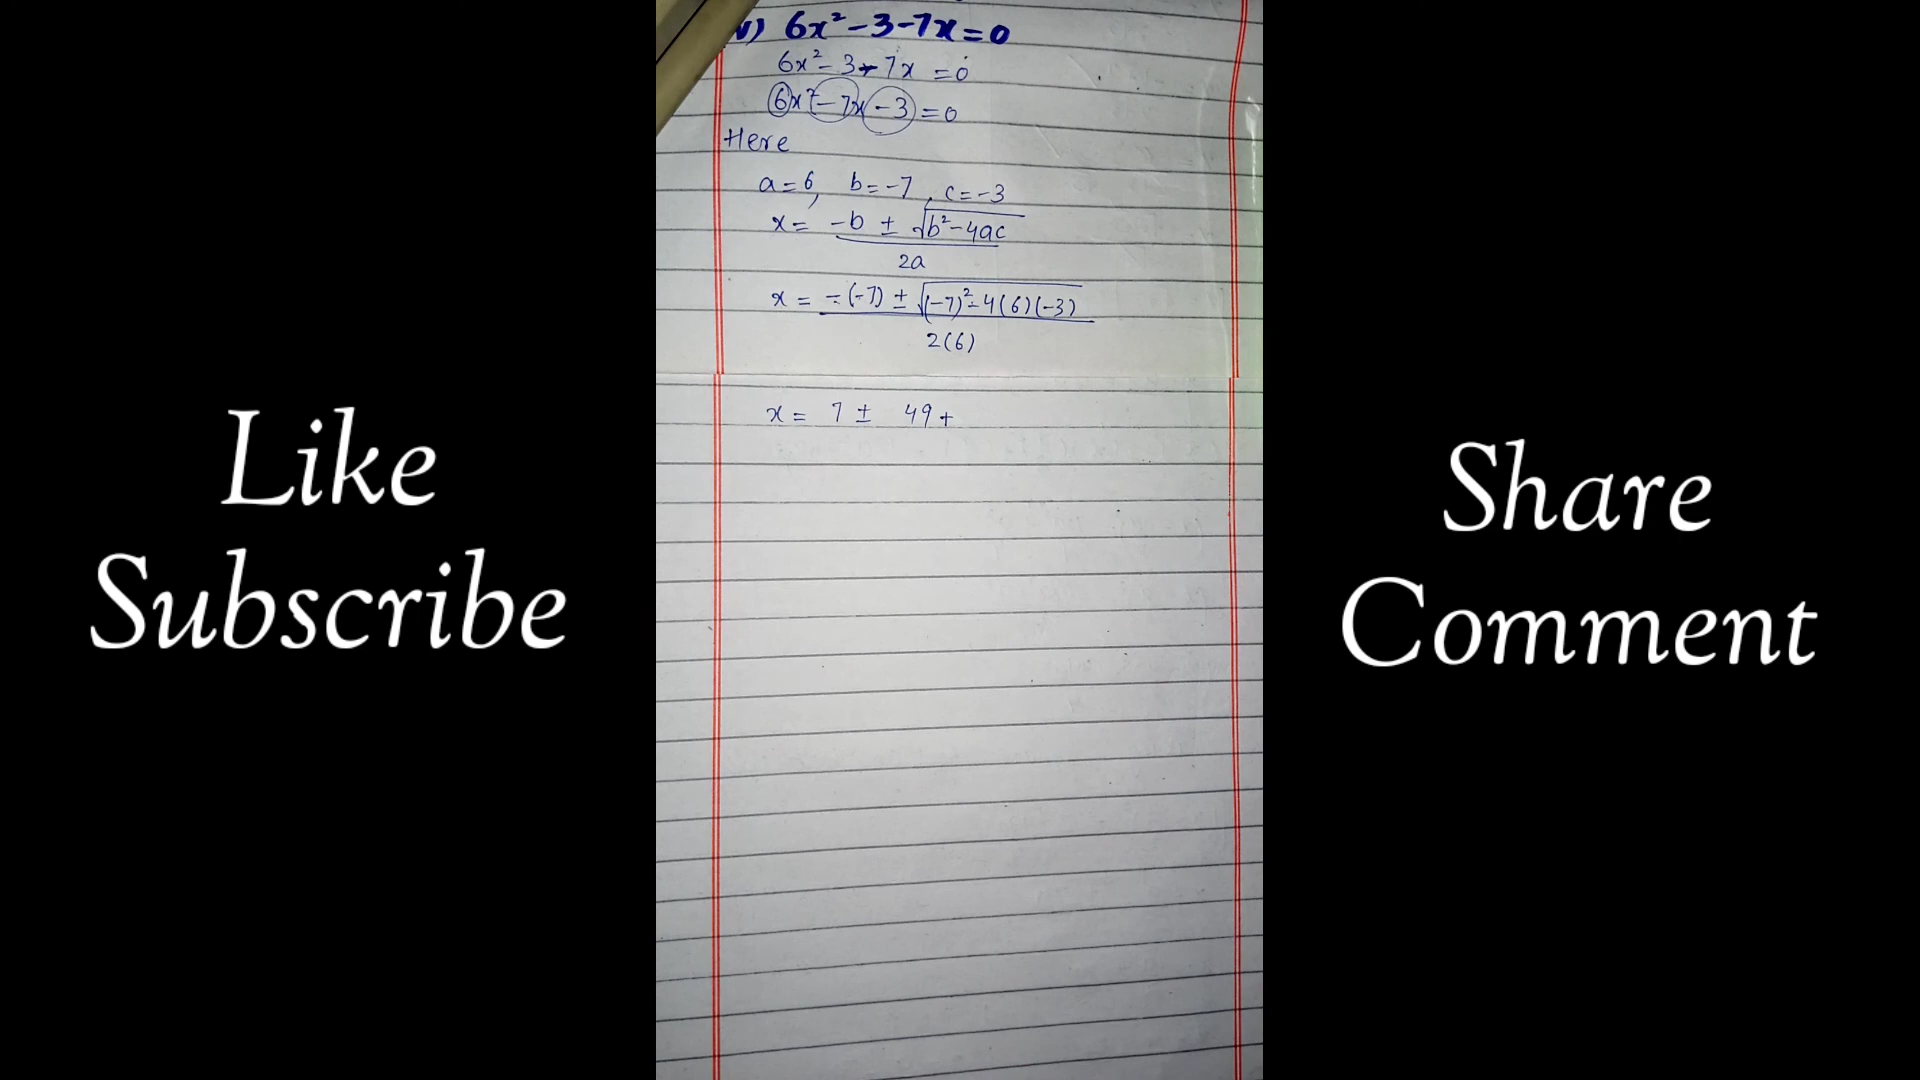 Like
Subscribe
v) 6x²-3-7x=0
6x²-3-7x=0
6x²-7x-3=0
Here
a=6, b=-7, c=-3
x= -b ± √b²-4ac
2a
x= -(-7) ± √(-7)²-4(6)(-3)
2(6)
x= 7 ± 49+
Share
Comment